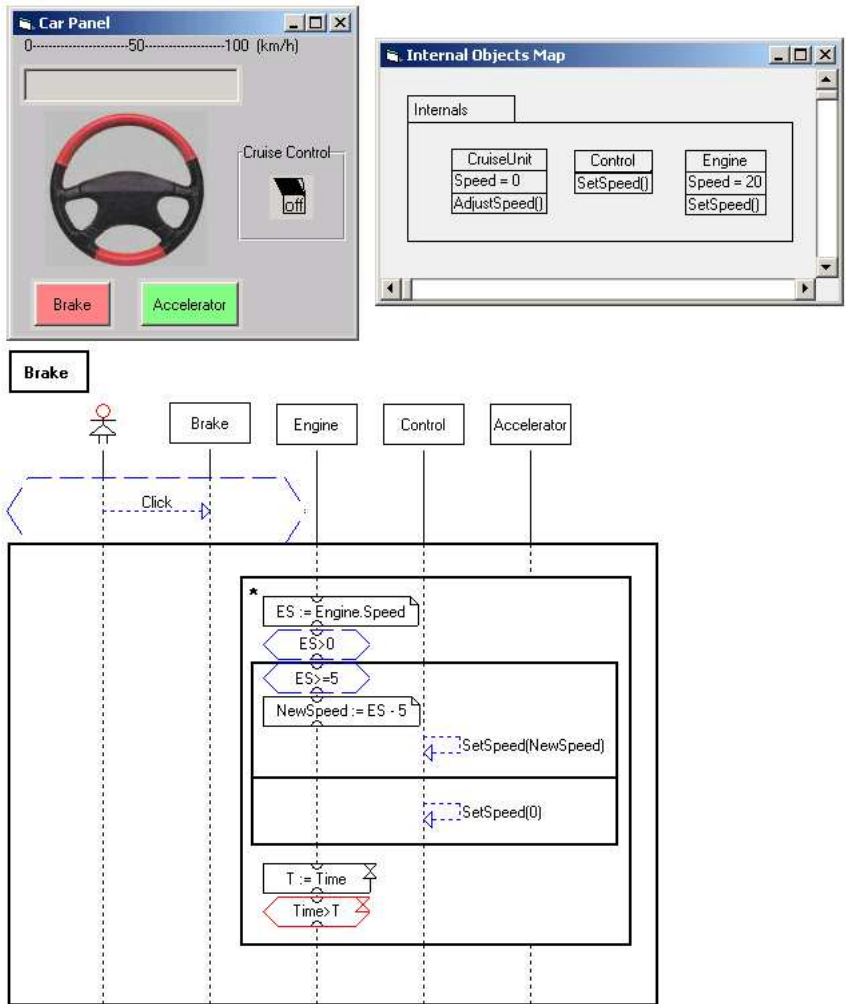 Car Panel
0----------------------50-------------------100 (km/h)
Cruise Control
off
Brake
Accelerator
Internal Objects Map
Internals
CruiseUnit
Speed = 0
AdjustSpeed()
Control
SetSpeed()
Engine
Speed = 20
SetSpeed()
Brake
Brake
Engine
Control
Accelerator
Click
*
ES := Engine.Speed
ES>0
ES>=5
NewSpeed := ES - 5
SetSpeed(NewSpeed)
SetSpeed(0)
T := Time
Time>T